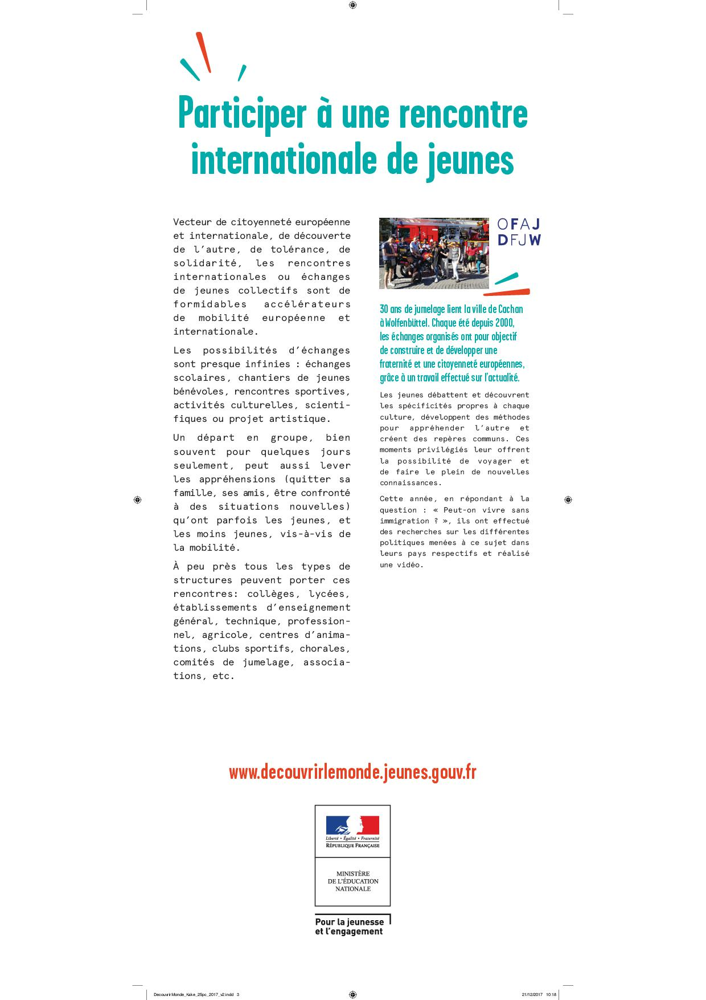 Participer à une rencontre
internationale de jeunes
Vecteur de citoyenneté européenne
et internationale, de découverte
de l’autre, de tolérance, de
solidarité, les rencontres
internationales ou échanges
de jeunes collectifs sont de
formidables accélérateurs
de mobilité européenne et
internationale.
Les possibilités d’échanges
sont presque infinies : échanges
scolaires, chantiers de jeunes
bénévoles, rencontres sportives,
activités culturelles, scienti-
fiques ou projet artistique.
Un départ en groupe, bien
souvent pour quelques jours
seulement, peut aussi lever
les appréhensions (quitter sa
famille, ses amis, être confronté
à des situations nouvelles)
qu’ont parfois les jeunes, et
les moins jeunes, vis-à-vis de
la mobilité.
À peu près tous les types de
structures peuvent porter ces
rencontres: collèges, lycées,
établissements d’enseignement
général, technique, profession-
nel, agricole, centres d’anima-
tions, clubs sportifs, chorales,
comités de jumelage, associa-
tions, etc.
OFAJ
DFJW
30 ans de jumelage lient la ville de Cachan
à Wolfenbüttel. Chaque été depuis 2000,
les échanges organisés ont pour objectif
de construire et de développer une
fraternité et une citoyenneté européennes,
grâce à un travail effectué sur l’actualité.
Les jeunes débattent et découvrent
les spécificités propres à chaque
culture, développent des méthodes
pour appréhender l’autre et
créent des repères communs. Ces
moments privilégiés leur offrent
la possibilité de voyager et
de faire le plein de nouvelles
connaissances.
Cette année, en répondant à la
question : « Peut-on vivre sans
immigration ? », ils ont effectué
des recherches sur les différentes
politiques menées à ce sujet dans
leurs pays respectifs et réalisé
une vidéo.
www.decouvrirlemonde.jeunes.gouv.fr
Liberté • Égalité • Fraternité
RÉPUBLIQUE FRANÇAISE
MINISTÈRE
DE L’ÉDUCATION
NATIONALE
Pour la jeunesse
et l’engagement
DecouvrirMonde_Kake_25pc_2017_v2.indd 3
21/12/2017 10:18